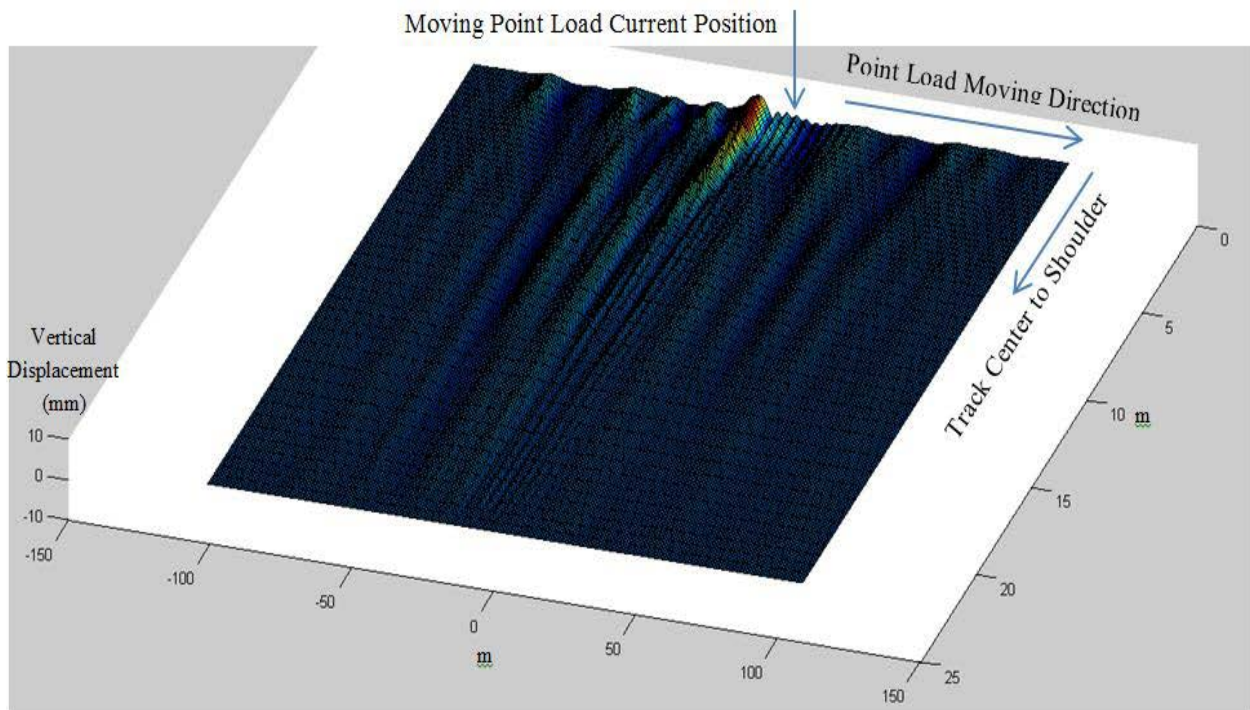 Moving Point Load Current Position
Point Load Moving Direction
Track Center to Shoulder
Vertical
Displacement
(mm)
10
0
-10
-150
-100
-50
0
50
100
150
m
0
5
10
15
20
25
m